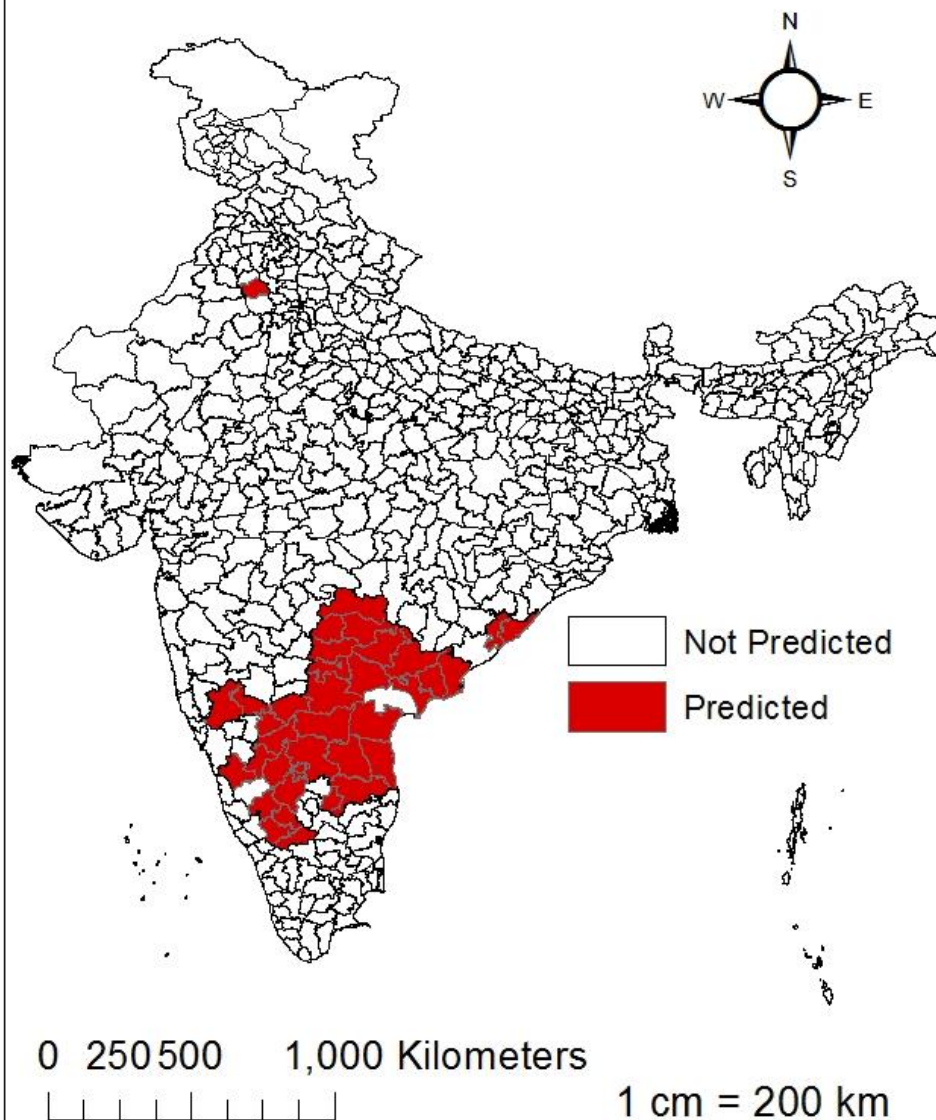 N
W E
S
Not Predicted
Predicted
0 250 500 1,000 Kilometers
1 cm = 200 km